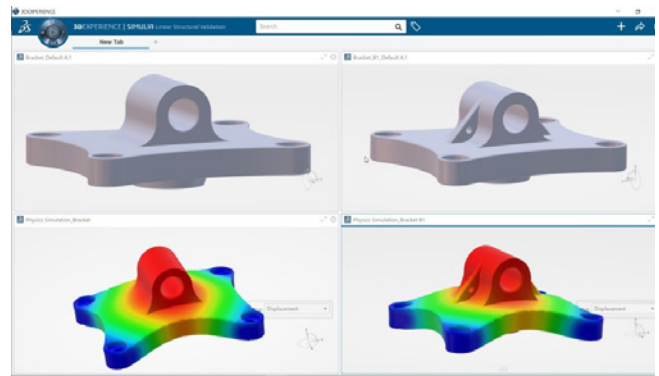 3DEXPERIENCE
3DEXPERIENCE | SIMULIA Linear Structural Validation
Search
New Tab
Bracket_Default A.1
Bracket_B1_Default A.1
Physics Simulation_Bracket
Physics Simulation_Bracket B1
Displacement
Displacement